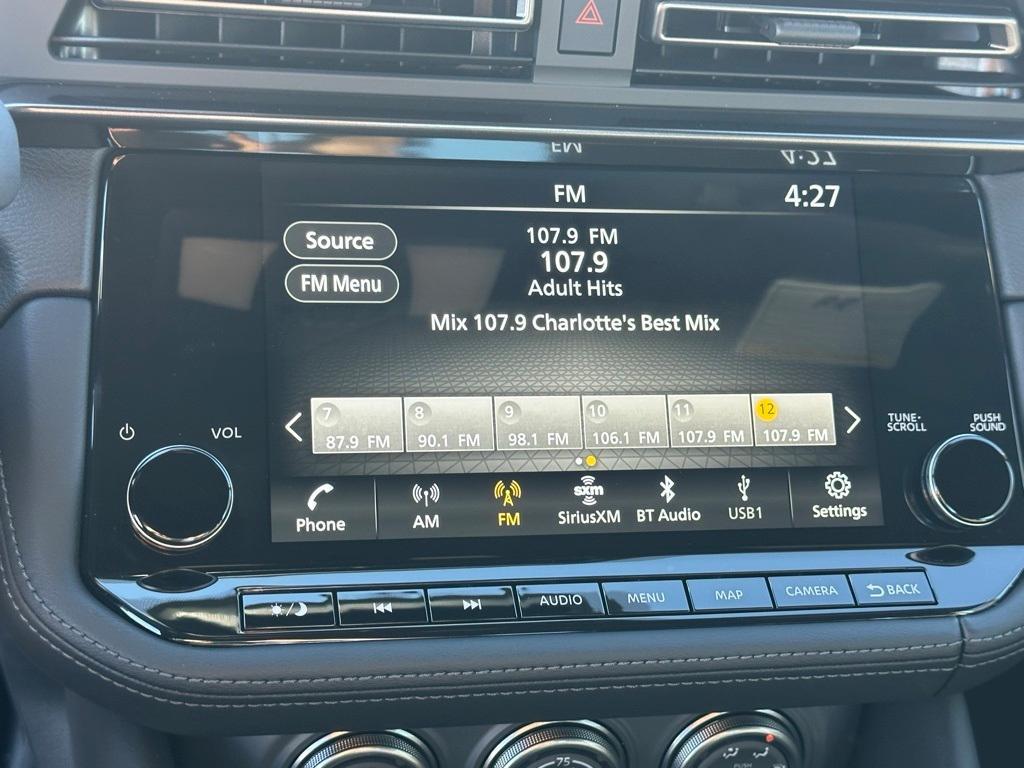 FM 4:27
Source
FM Menu
107.9 FM
107.9
Adult Hits
Mix 107.9 Charlotte's Best Mix
7 8 9 10 11 12
87.9 FM 90.1 FM 98.1 FM 106.1 FM 107.9 FM 107.9 FM
VOL
TUNE·
SCROLL
PUSH
SOUND
Phone AM FM SiriusXM BT Audio USB1 Settings
sxm
AUDIO MENU MAP CAMERA BACK
75
PUSH